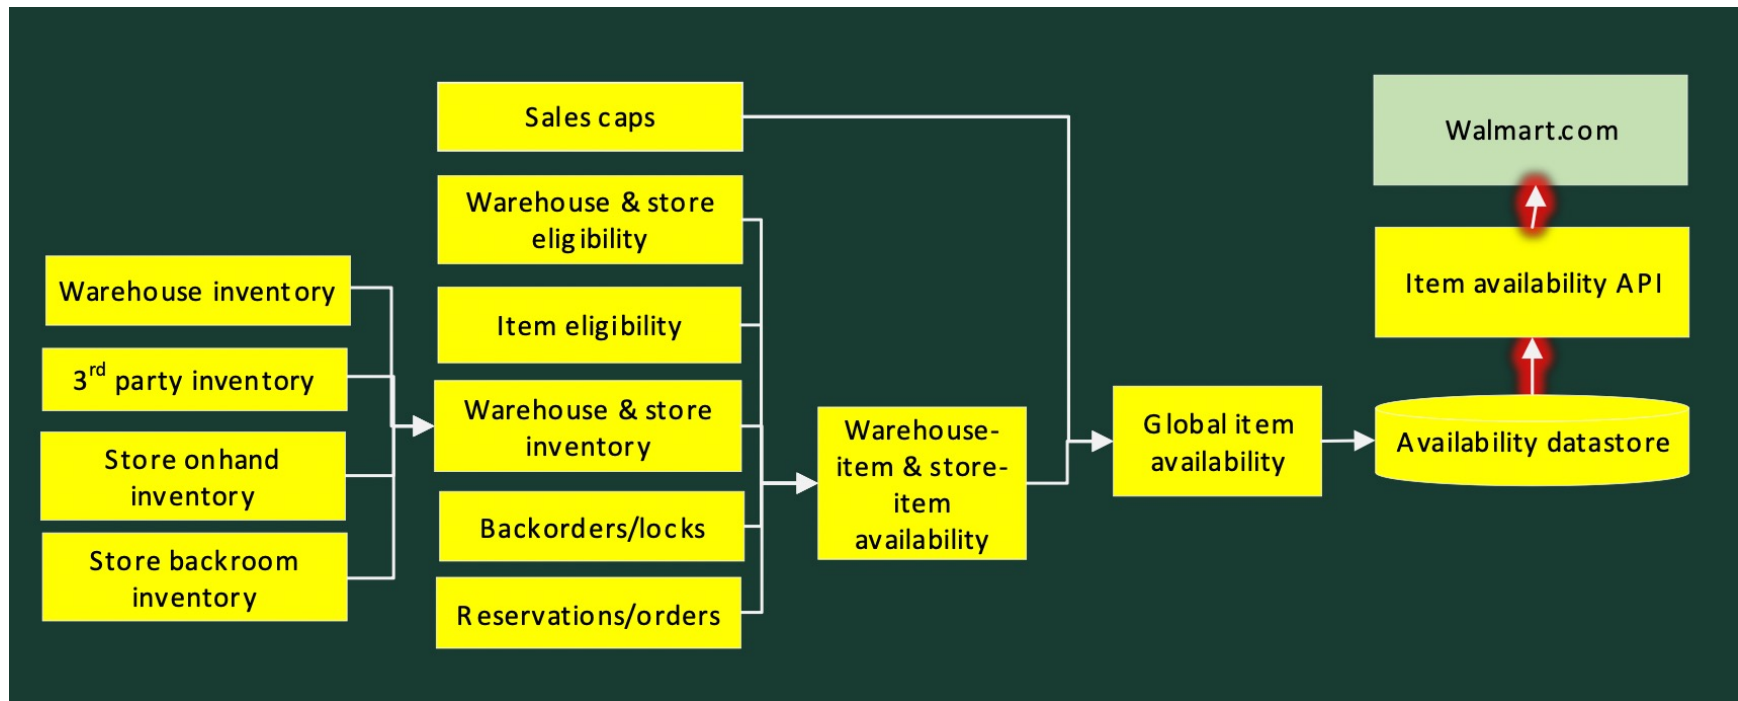 Sales caps
Warehouse & store
eligibility
Item eligibility
Warehouse inventory
3rd party inventory
Store onhand
inventory
Store backroom
inventory
Warehouse & store
inventory
Backorders/locks
Reservations/orders
Warehouse-
item & store-
item
availability
Global item
availability
Availability datastore
Item availability API
Walmart.com